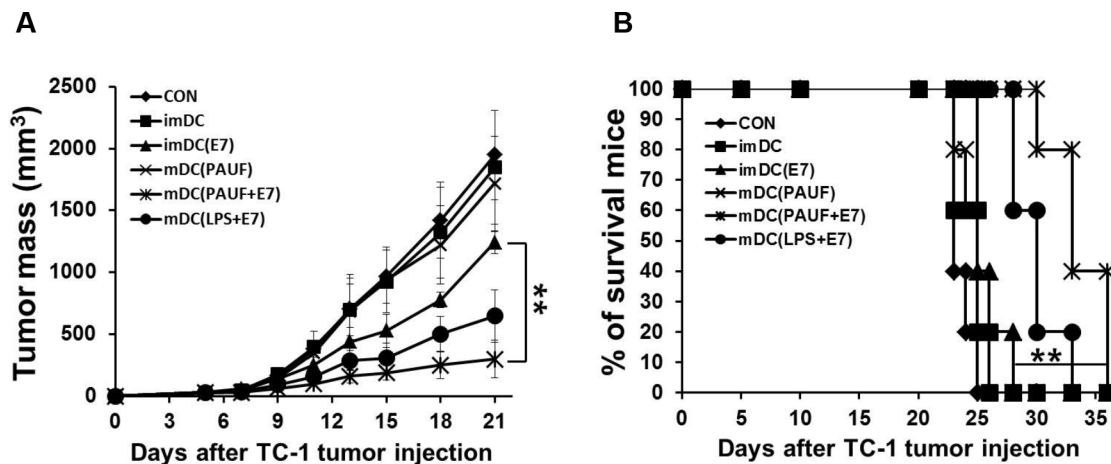 A
Tumor mass (mm³)
2500
2000
1500
1000
500
0
CON
imDC
imDC(E7)
mDC(PAUF)
mDC(PAUF+E7)
mDC(LPS+E7)
**
0 3 6 9 12 15 18 21
Days after TC-1 tumor injection
B
% of survival mice
100
90
80
70
60
50
40
30
20
10
0
CON
imDC
imDC(E7)
mDC(PAUF)
mDC(PAUF+E7)
mDC(LPS+E7)
**
0 5 10 15 20 25 30 35
Days after TC-1 tumor injection